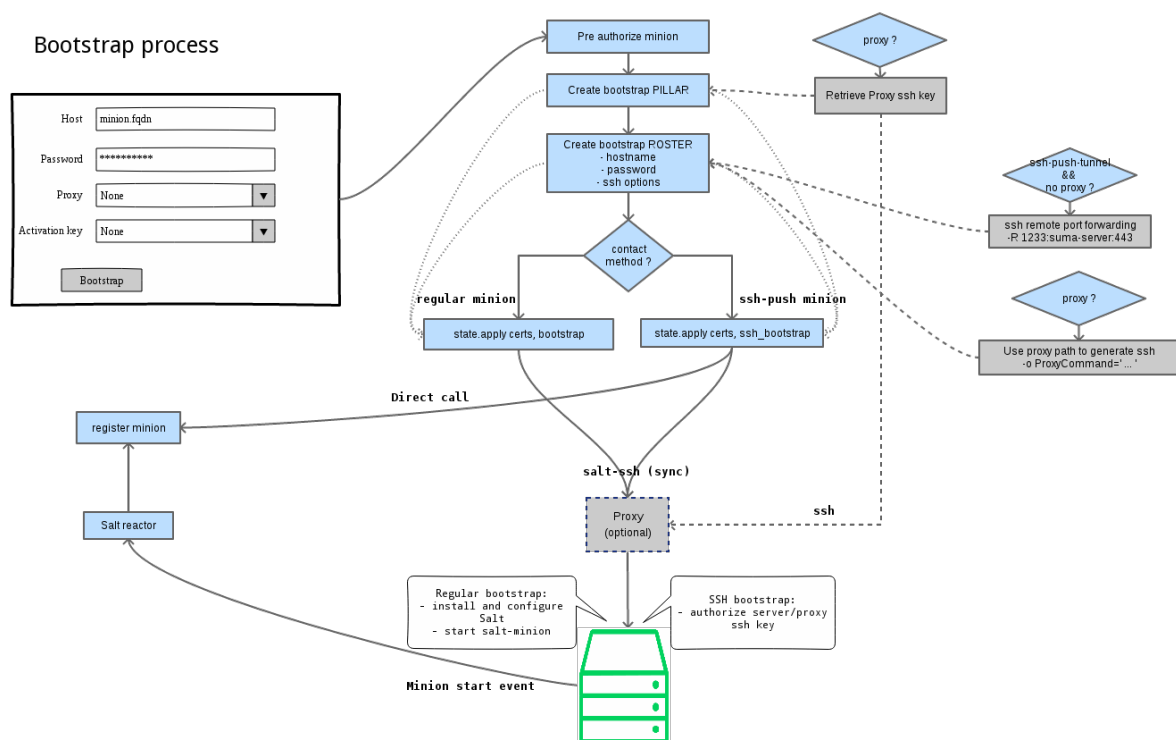 Bootstrap process
Host
minion.fqdn
Password
**********
Proxy
None
Activation key
None
Bootstrap
Pre authorize minion
Create bootstrap PILLAR
Create bootstrap ROSTER
- hostname
- password
- ssh options
contact
method ?
regular minion
ssh-push minion
state.apply certs, bootstrap
state.apply certs, ssh_bootstrap
proxy ?
Retrieve Proxy ssh key
ssh-push-tunnel
&&
no proxy ?
ssh remote port forwarding
-R 1233:suma-server:443
proxy ?
Use proxy path to generate ssh
-o ProxyCommand=' ... '
Direct call
register minion
Salt reactor
salt-ssh (sync)
Proxy
(optional)
ssh
Regular bootstrap:
- install and configure
Salt
- start salt-minion
SSH bootstrap:
- authorize server/proxy
ssh key
Minion start event